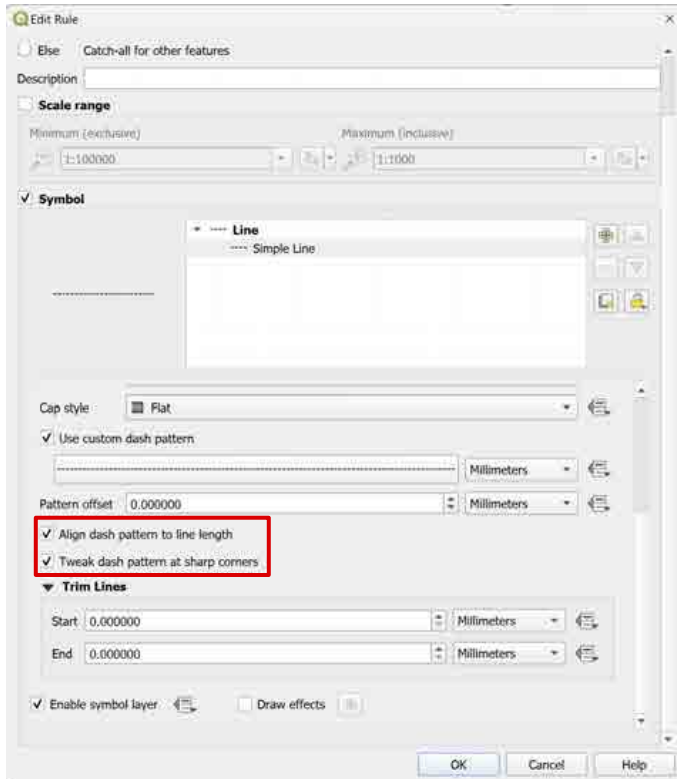 Edit Rule
Else Catch-all for other features
Description
Scale range
Minimum (exclusive) Maximum (inclusive)
1:100000 1:1000
Symbol
Line
Simple Line
Cap style Flat
Use custom dash pattern
Millimeters
Pattern offset 0.000000 Millimeters
Align dash pattern to line length
Tweak dash pattern at sharp corners
Trim Lines
Start 0.000000 Millimeters
End 0.000000 Millimeters
Enable symbol layer Draw effects
OK Cancel Help